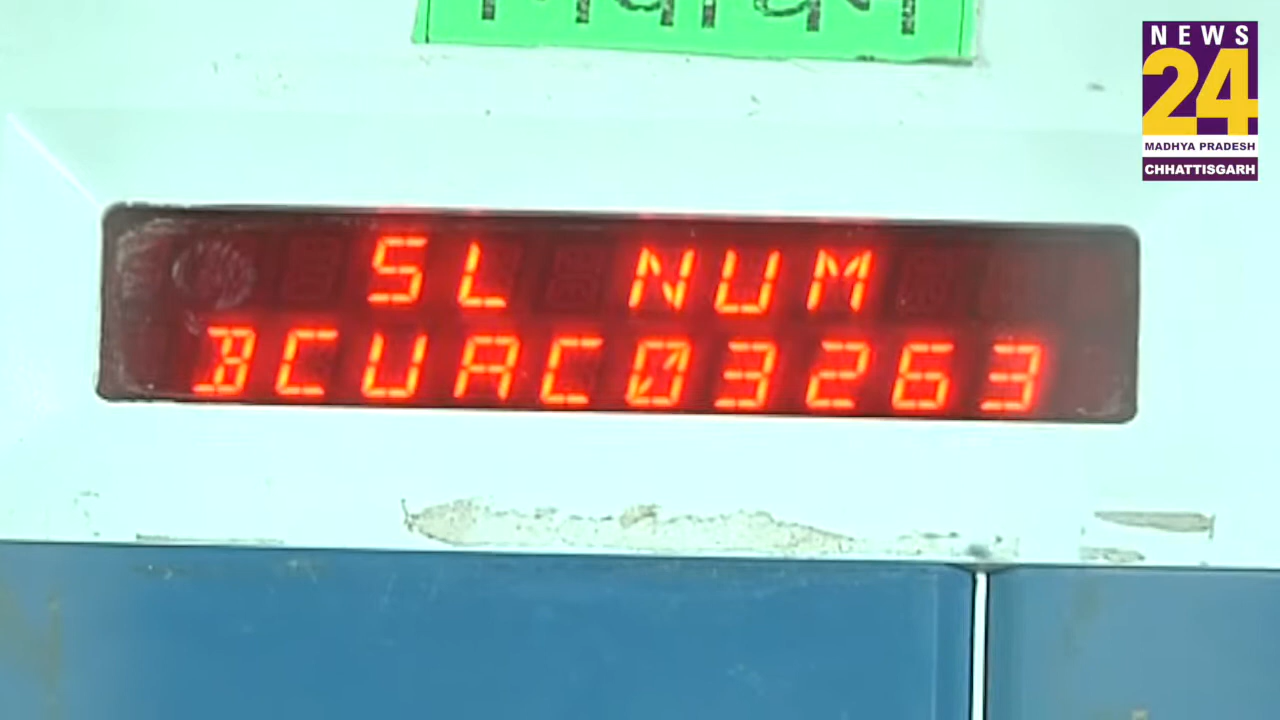 NEWS
24
MADHYA PRADESH
CHHATTISGARH
SL NUM
BCUAC03263